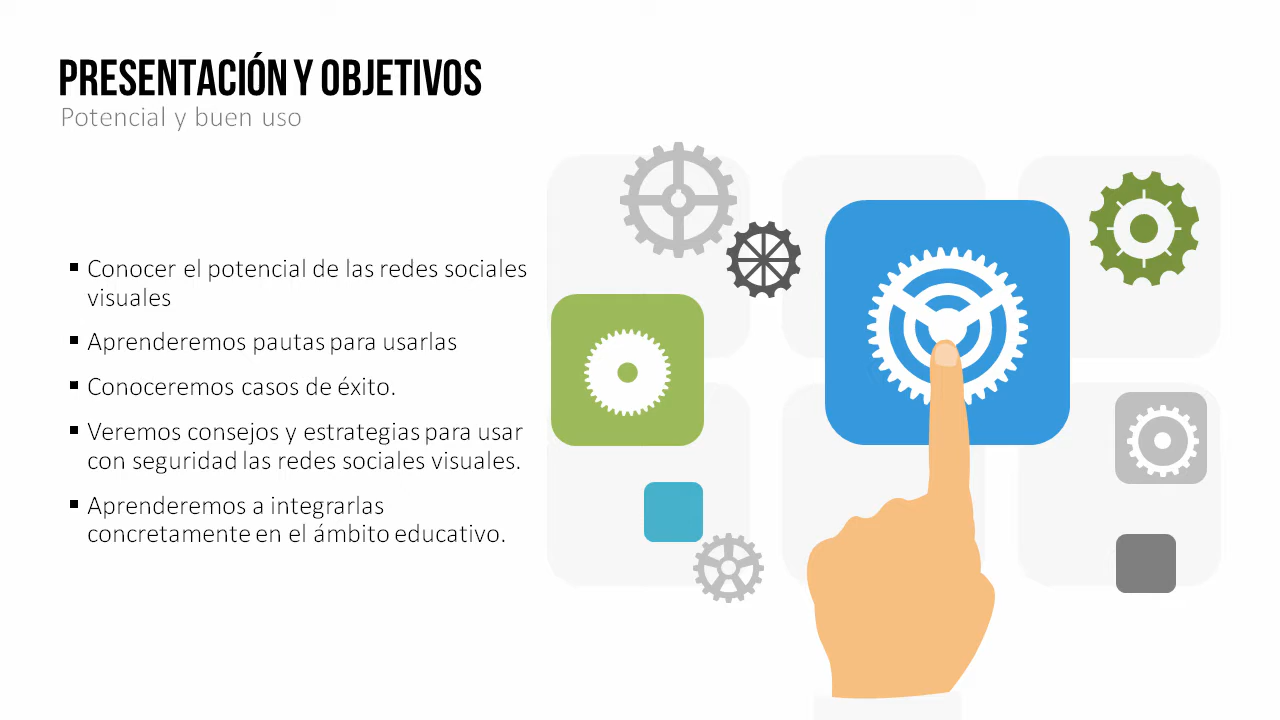 PRESENTACIÓN Y OBJETIVOS
Potencial y buen uso
▪ Conocer el potencial de las redes sociales
visuales
▪ Aprenderemos pautas para usarlas
▪ Conoceremos casos de éxito.
▪ Veremos consejos y estrategias para usar
con seguridad las redes sociales visuales.
▪ Aprenderemos a integrarlas
concretamente en el ámbito educativo.